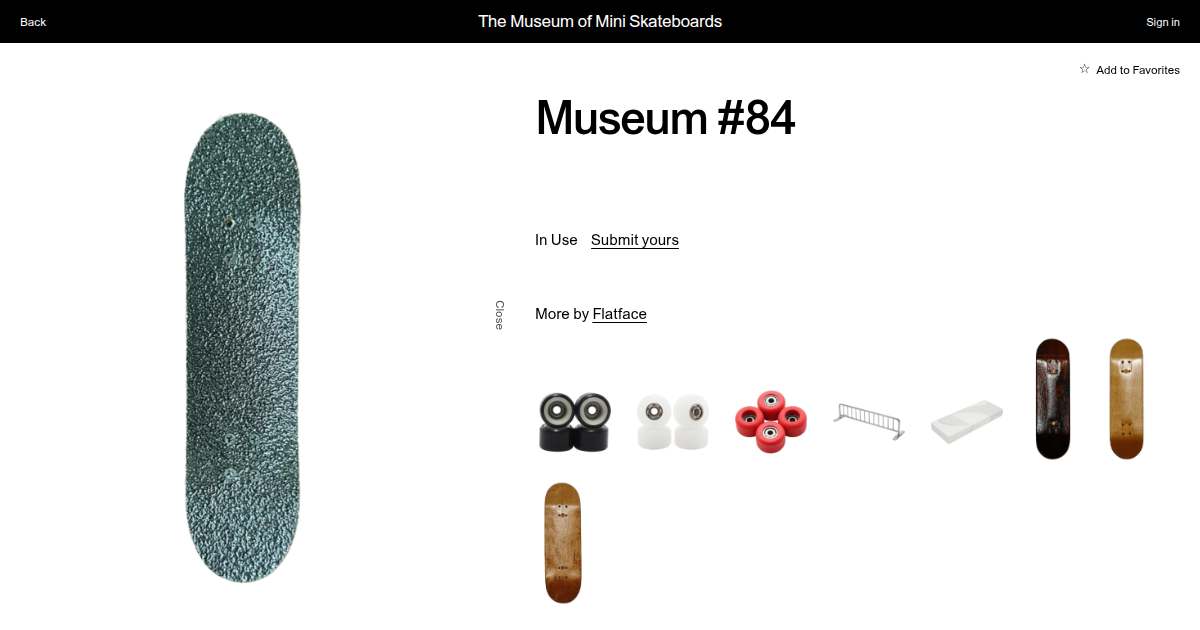 Back
The Museum of Mini Skateboards
Sign in
☆ Add to Favorites
Museum #84
In Use Submit yours
Close
More by Flatface